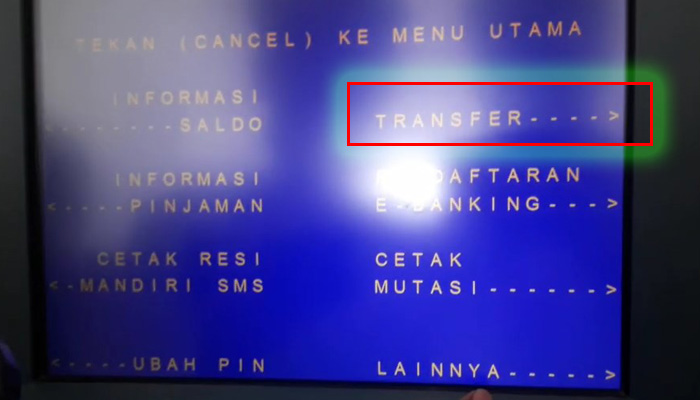 TEKAN (CANCEL) KE MENU UTAMA
INFORMASI
<--------SALDO
TRANSFER---->
INFORMASI
<----PINJAMAN
DAFTARAN
E-BANKING--->
CETAK RESI
<-MANDIRI SMS
CETAK
MUTASI------>
<----UBAH PIN
LAINNYA----->